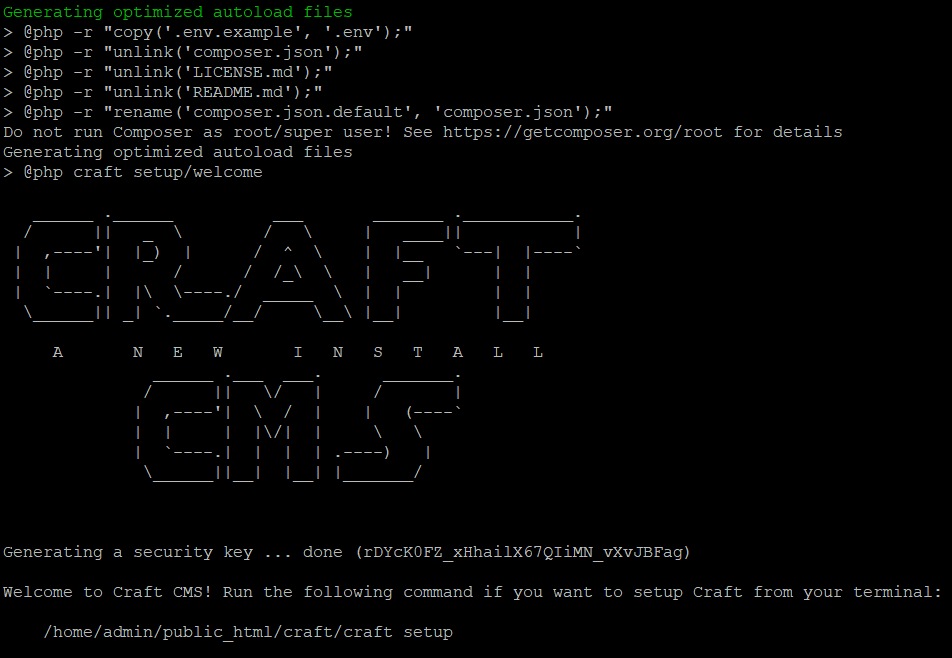 Generating optimized autoload files
> @php -r "copy('.env.example', '.env');"
> @php -r "unlink('composer.json');"
> @php -r "unlink('LICENSE.md');"
> @php -r "unlink('README.md');"
> @php -r "rename('composer.json.default', 'composer.json');"
Do not run Composer as root/super user! See https://getcomposer.org/root for details
Generating optimized autoload files
> @php craft setup/welcome
CRAFT
A NEW INSTALL
CMS
Generating a security key ... done (rDYcK0FZ_xHhailX67QIiMN_vXvJBFag)
Welcome to Craft CMS! Run the following command if you want to setup Craft from your terminal:
/home/admin/public_html/craft/craft setup